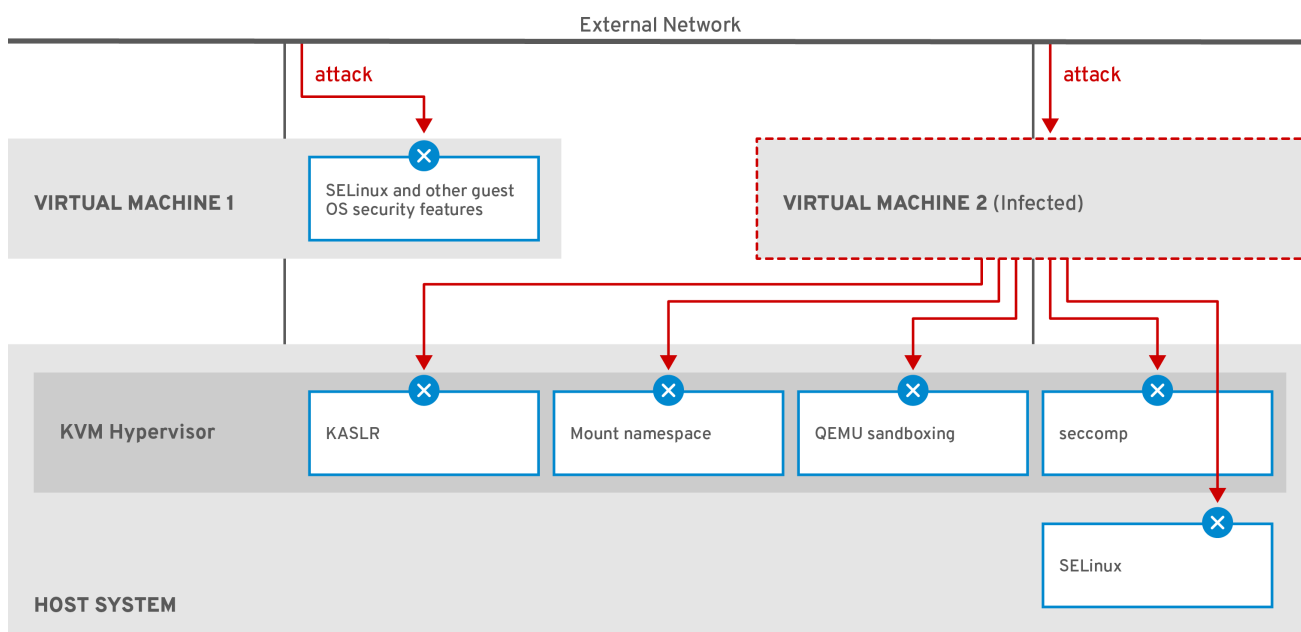 External Network
attack
attack
SELinux and other guest
OS security features
VIRTUAL MACHINE 1
VIRTUAL MACHINE 2 (Infected)
KVM Hypervisor
KASLR
Mount namespace
QEMU sandboxing
seccomp
SELinux
HOST SYSTEM